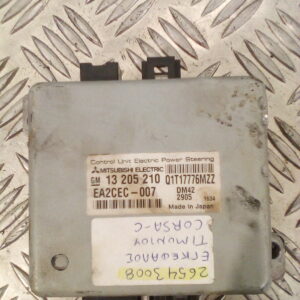 Control Unit Electric Power Steering
MITSUBISHI ELECTRIC
GM 13 205 210 Q1T17776MZZ
EA2CEC-007 DM42
2905 1634
Made in Japan
26543008
ΕΓΚΕΦΑΛΟΣ
ΤΙΜΟΝΙΟΥ
CORSA-C